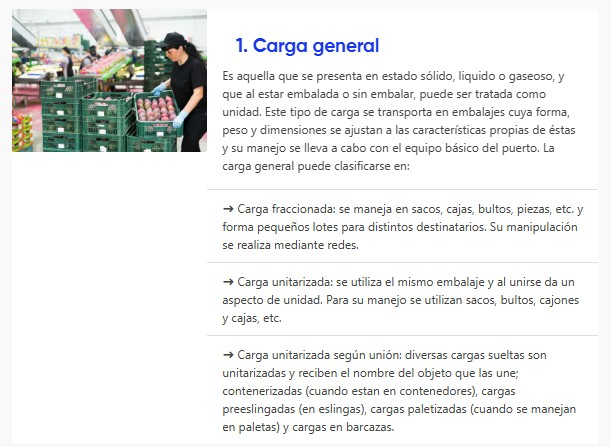 1. Carga general
Es aquella que se presenta en estado sólido, liquido o gaseoso, y
que al estar embalada o sin embalar, puede ser tratada como
unidad. Este tipo de carga se transporta en embalajes cuya forma,
peso y dimensiones se ajustan a las características propias de éstas
y su manejo se lleva a cabo con el equipo básico del puerto. La
carga general puede clasificarse en:
→ Carga fraccionada: se maneja en sacos, cajas, bultos, piezas, etc. y
forma pequeños lotes para distintos destinatarios. Su manipulación
se realiza mediante redes.
→ Carga unitarizada: se utiliza el mismo embalaje y al unirse da un
aspecto de unidad. Para su manejo se utilizan sacos, bultos, cajones
y cajas, etc.
→ Carga unitarizada según unión: diversas cargas sueltas son
unitarizadas y reciben el nombre del objeto que las une;
contenerizadas (cuando estan en contenedores), cargas
preeslingadas (en eslingas), cargas paletizadas (cuando se manejan
en paletas) y cargas en barcazas.